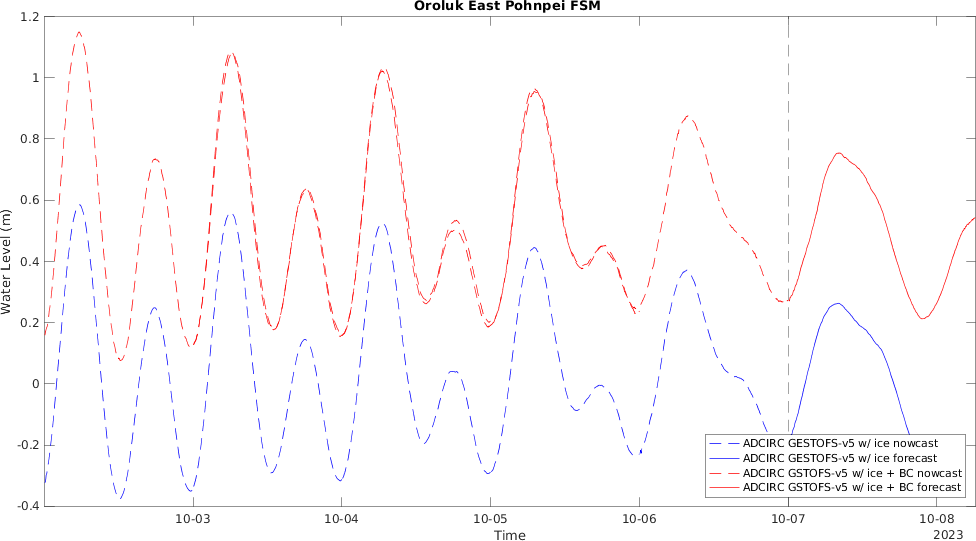 Oroluk East Pohnpei FSM
Water Level (m)
1.2
1
0.8
0.6
0.4
0.2
0
-0.2
-0.4
10-03 10-04 10-05 10-06 10-07 10-08
Time
2023
ADCIRC GESTOFS-v5 w/ ice nowcast
ADCIRC GESTOFS-v5 w/ ice forecast
ADCIRC GSTOFS-v5 w/ ice + BC nowcast
ADCIRC GSTOFS-v5 w/ ice + BC forecast